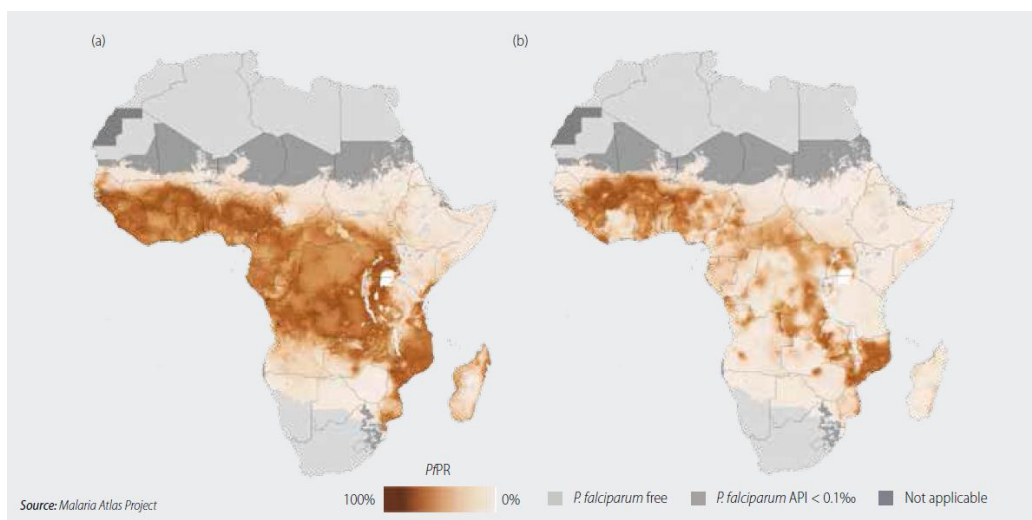 (a)
(b)
PfPR
100%
0%
P. falciparum free
P. falciparum API < 0.1‰
Not applicable
Source: Malaria Atlas Project